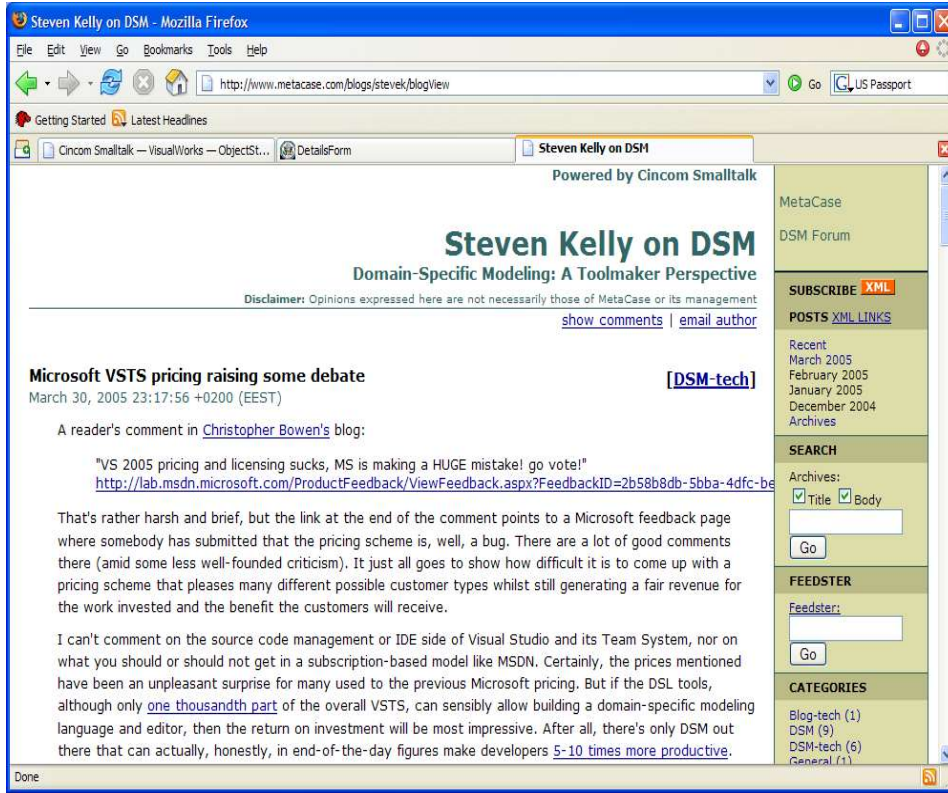 Steven Kelly on DSM - Mozilla Firefox
File Edit View Go Bookmarks Tools Help
http://www.metacase.com/blogs/stevek/blogView Go G US Passport
Getting Started Latest Headlines
Cincom Smalltalk — VisualWorks — ObjectSt... DetailsForm Steven Kelly on DSM
Powered by Cincom Smalltalk
Steven Kelly on DSM
Domain-Specific Modeling: A Toolmaker Perspective
Disclaimer: Opinions expressed here are not necessarily those of MetaCase or its management
show comments | email author
Microsoft VSTS pricing raising some debate [DSM-tech]
March 30, 2005 23:17:56 +0200 (EEST)
A reader's comment in Christopher Bowen's blog:
"VS 2005 pricing and licensing sucks, MS is making a HUGE mistake! go vote!"
http://lab.msdn.microsoft.com/ProductFeedback/ViewFeedback.aspx?FeedbackID=2b58b8db-5bba-4dfc-be
That's rather harsh and brief, but the link at the end of the comment points to a Microsoft feedback page
where somebody has submitted that the pricing scheme is, well, a bug. There are a lot of good comments
there (amid some less well-founded criticism). It just all goes to show how difficult it is to come up with a
pricing scheme that pleases many different possible customer types whilst still generating a fair revenue for
the work invested and the benefit the customers will receive.
I can't comment on the source code management or IDE side of Visual Studio and its Team System, nor on
what you should or should not get in a subscription-based model like MSDN. Certainly, the prices mentioned
have been an unpleasant surprise for many used to the previous Microsoft pricing. But if the DSL tools,
although only one thousandth part of the overall VSTS, can sensibly allow building a domain-specific modeling
language and editor, then the return on investment will be most impressive. After all, there's only DSM out
there that can actually, honestly, in end-of-the-day figures make developers 5-10 times more productive.
MetaCase
DSM Forum
SUBSCRIBE XML
POSTS XML LINKS
Recent
March 2005
February 2005
January 2005
December 2004
Archives
SEARCH
Archives:
Title Body
Go
FEEDSTER
Feedster:
Go
CATEGORIES
Blog-tech (1)
DSM (9)
DSM-tech (6)
General (1)
Done